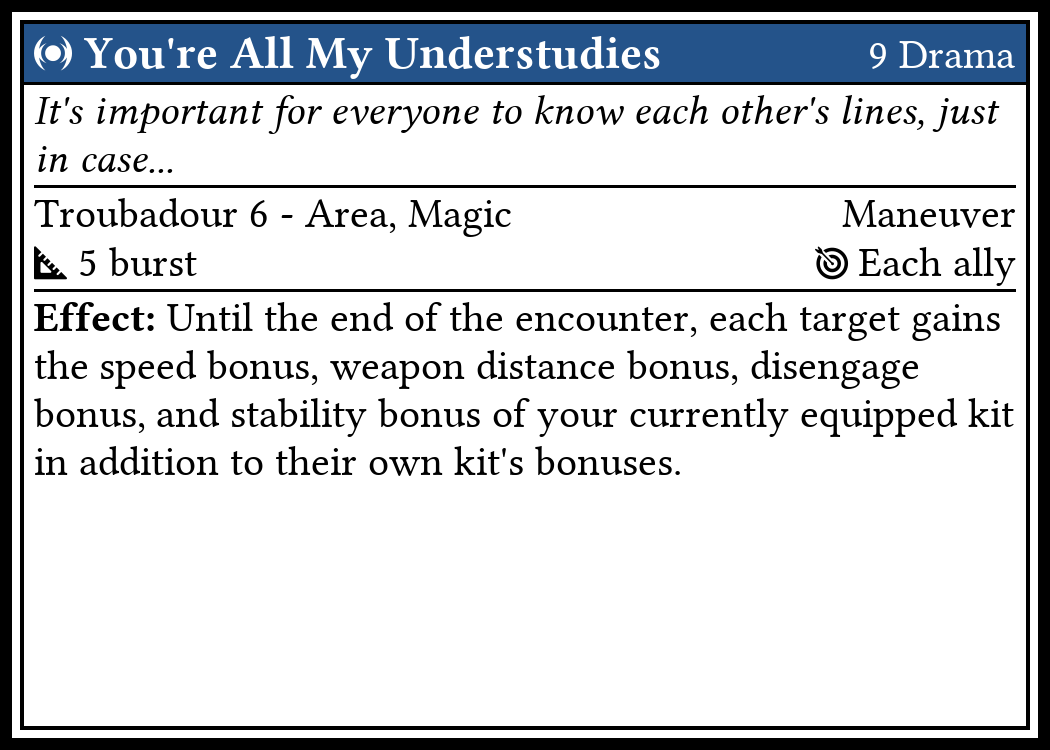 You're All My Understudies 9 Drama
It's important for everyone to know each other's lines, just
in case...
Troubadour 6 - Area, Magic Maneuver
5 burst Each ally
Effect: Until the end of the encounter, each target gains
the speed bonus, weapon distance bonus, disengage
bonus, and stability bonus of your currently equipped kit
in addition to their own kit's bonuses.